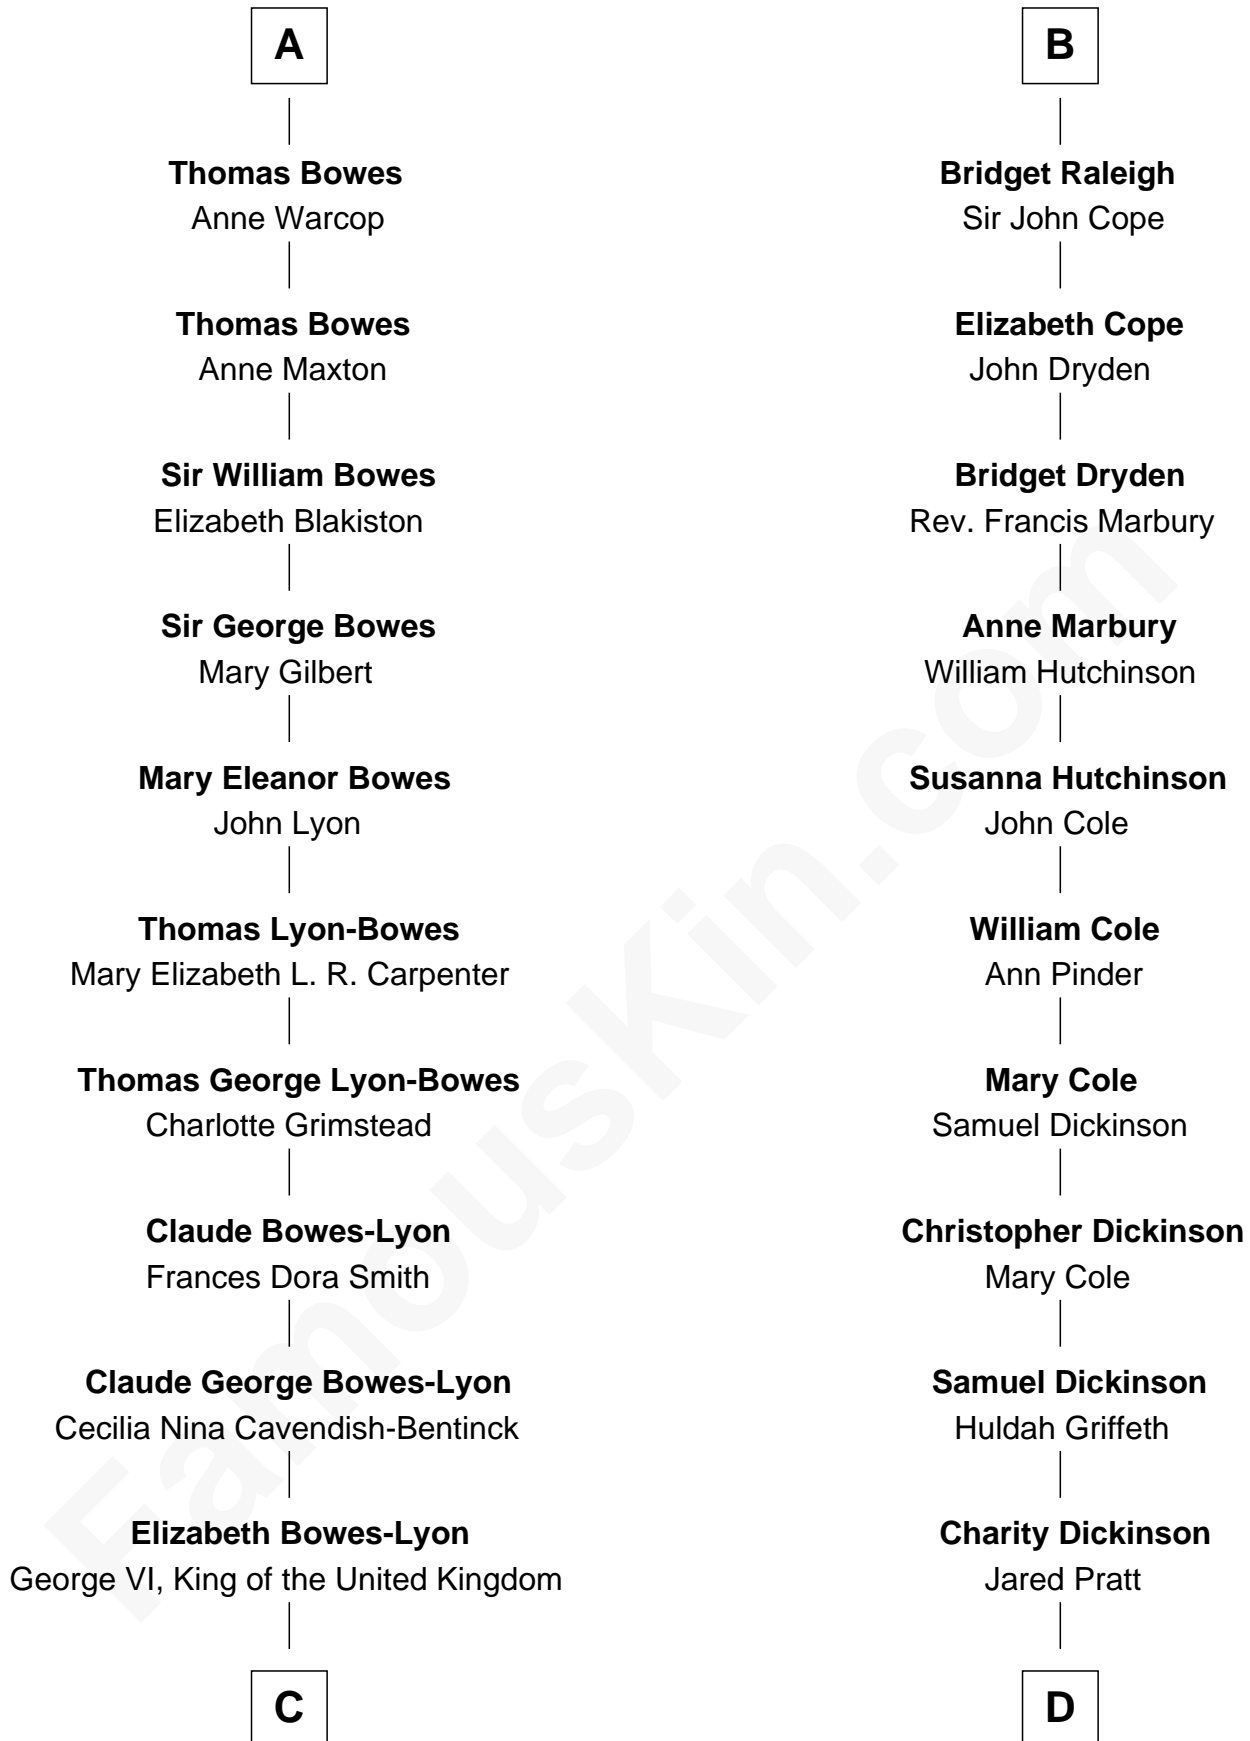 A
Thomas Bowes
Anne Warcop
Thomas Bowes
Anne Maxton
Sir William Bowes
Elizabeth Blakiston
Sir George Bowes
Mary Gilbert
Mary Eleanor Bowes
John Lyon
Thomas Lyon-Bowes
Mary Elizabeth L. R. Carpenter
Thomas George Lyon-Bowes
Charlotte Grimstead
Claude Bowes-Lyon
Frances Dora Smith
Claude George Bowes-Lyon
Cecilia Nina Cavendish-Bentinck
Elizabeth Bowes-Lyon
George VI, King of the United Kingdom
C
B
Bridget Raleigh
Sir John Cope
Elizabeth Cope
John Dryden
Bridget Dryden
Rev. Francis Marbury
Anne Marbury
William Hutchinson
Susanna Hutchinson
John Cole
William Cole
Ann Pinder
Mary Cole
Samuel Dickinson
Christopher Dickinson
Mary Cole
Samuel Dickinson
Huldah Griffeth
Charity Dickinson
Jared Pratt
D
FamousKin.com